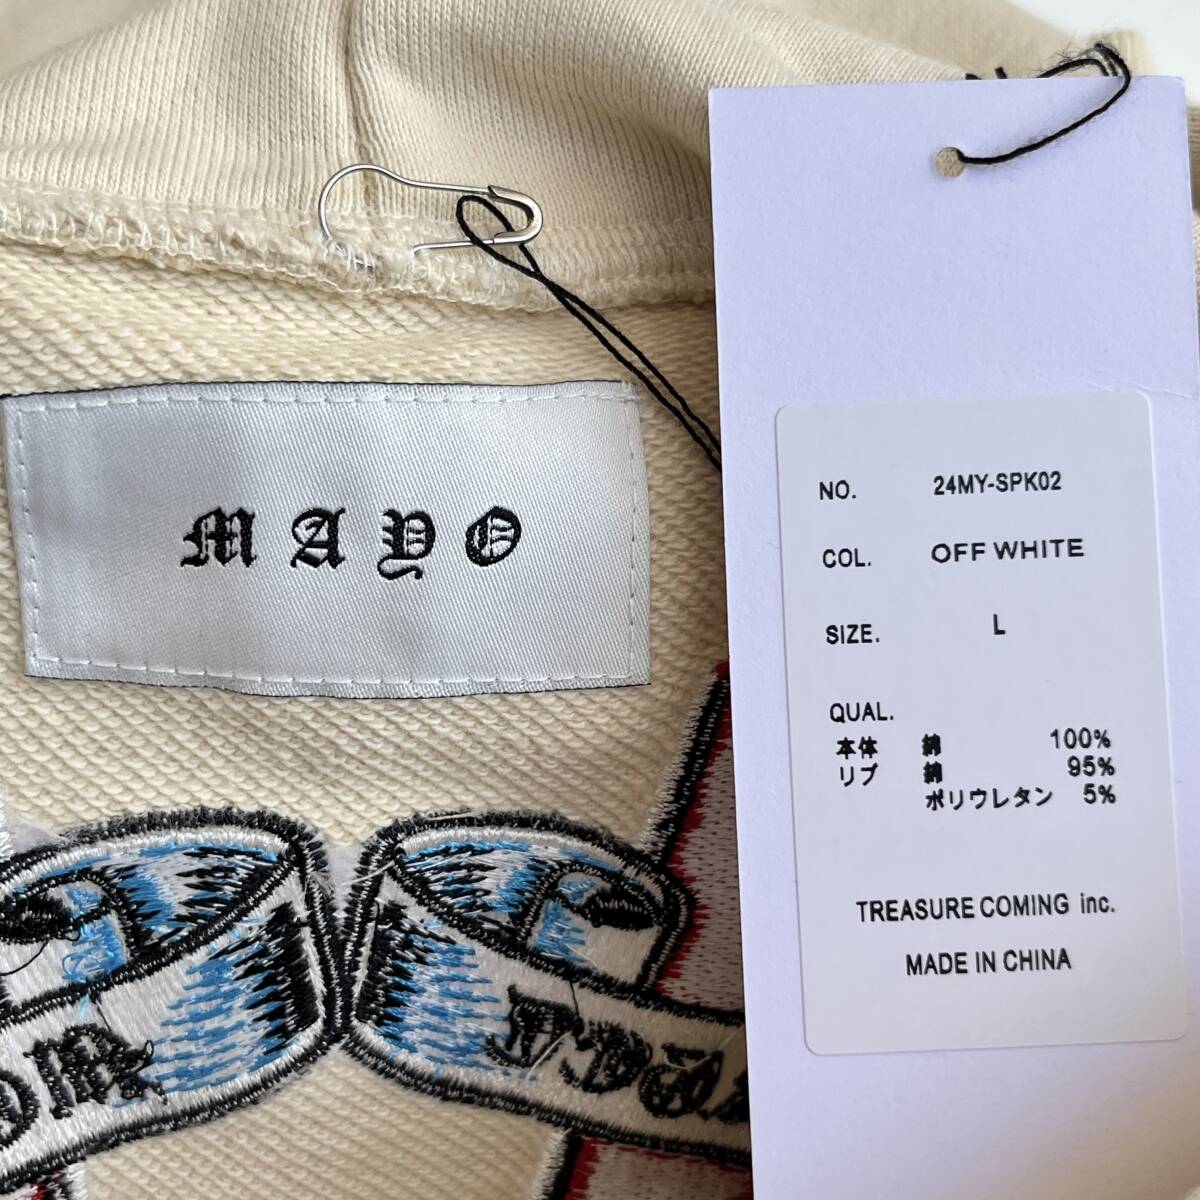 MAYO
NO. 24MY-SPK02
COL. OFF WHITE
SIZE. L
QUAL.
本体 綿 100%
リブ 綿 95%
ポリウレタン 5%
TREASURE COMING inc.
MADE IN CHINA